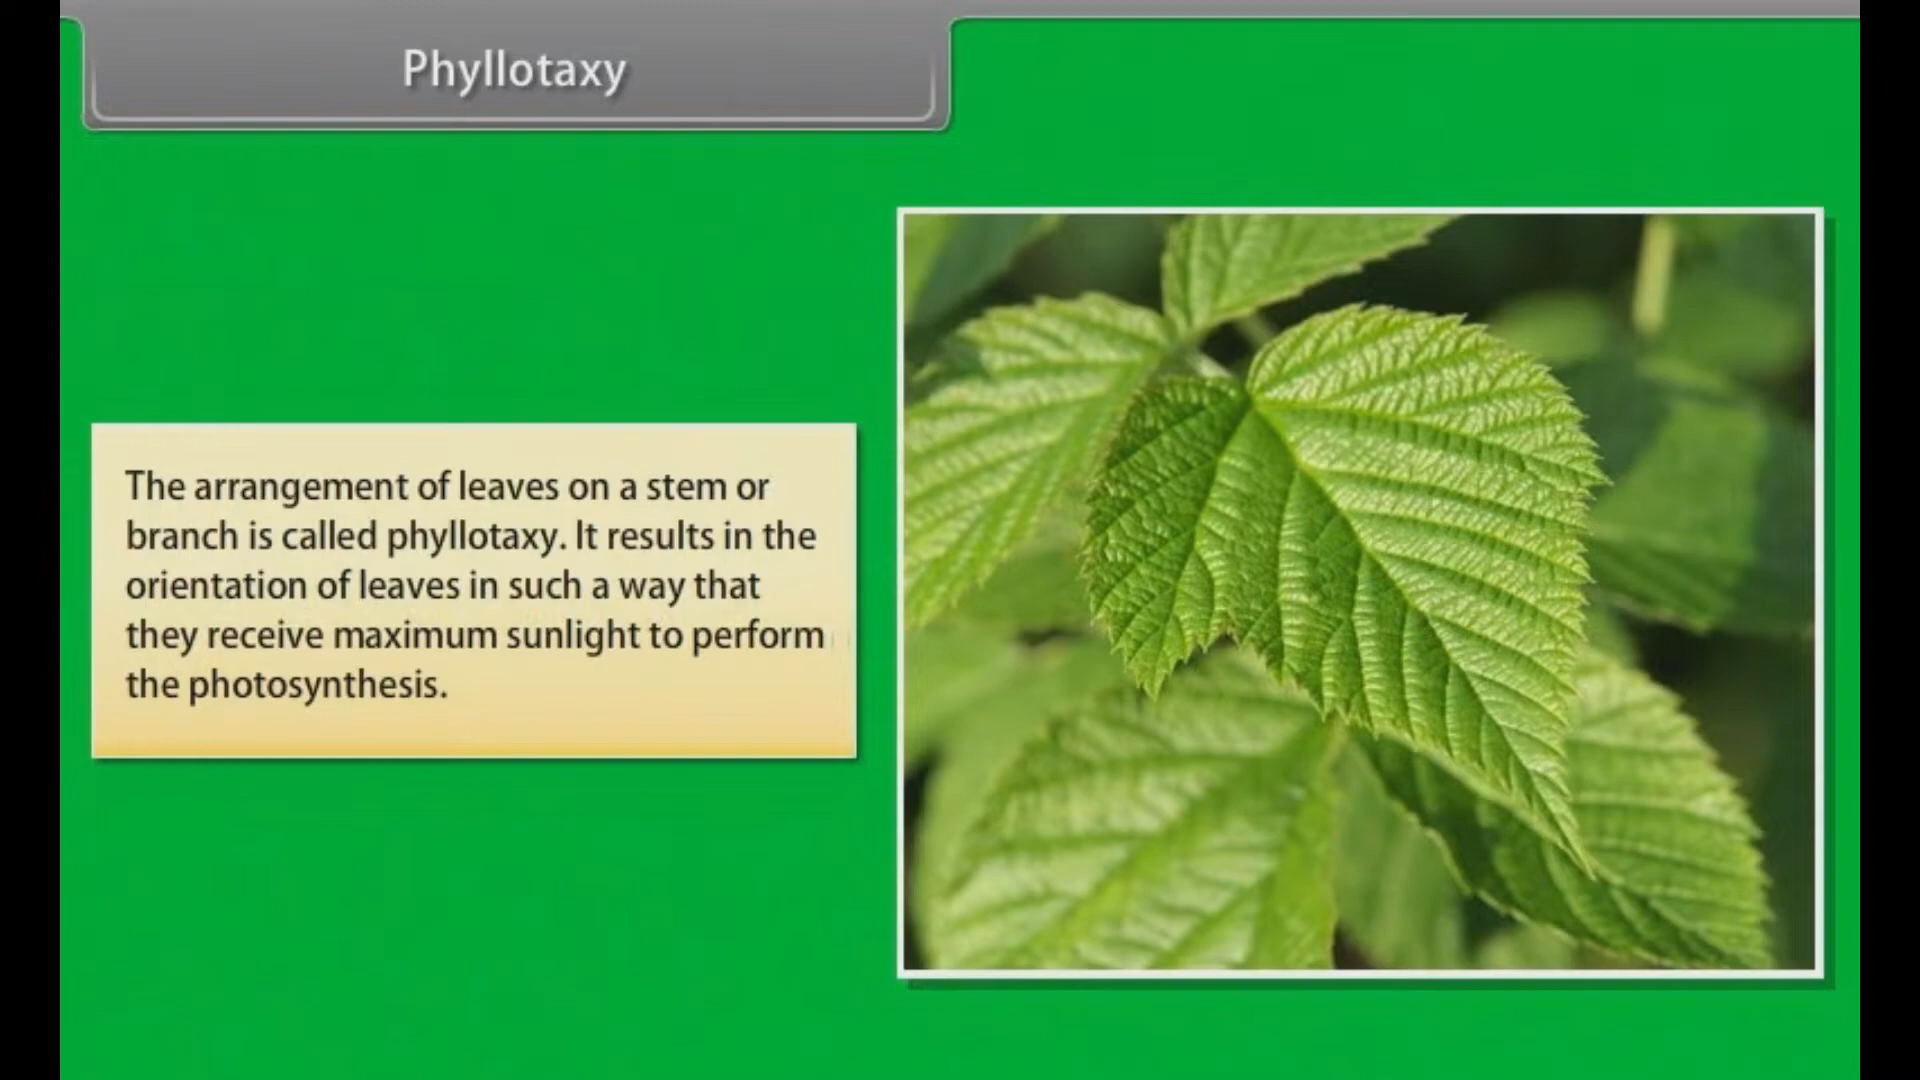 Phyllotaxy
The arrangement of leaves on a stem or
branch is called phyllotaxy. It results in the
orientation of leaves in such a way that
they receive maximum sunlight to perform
the photosynthesis.